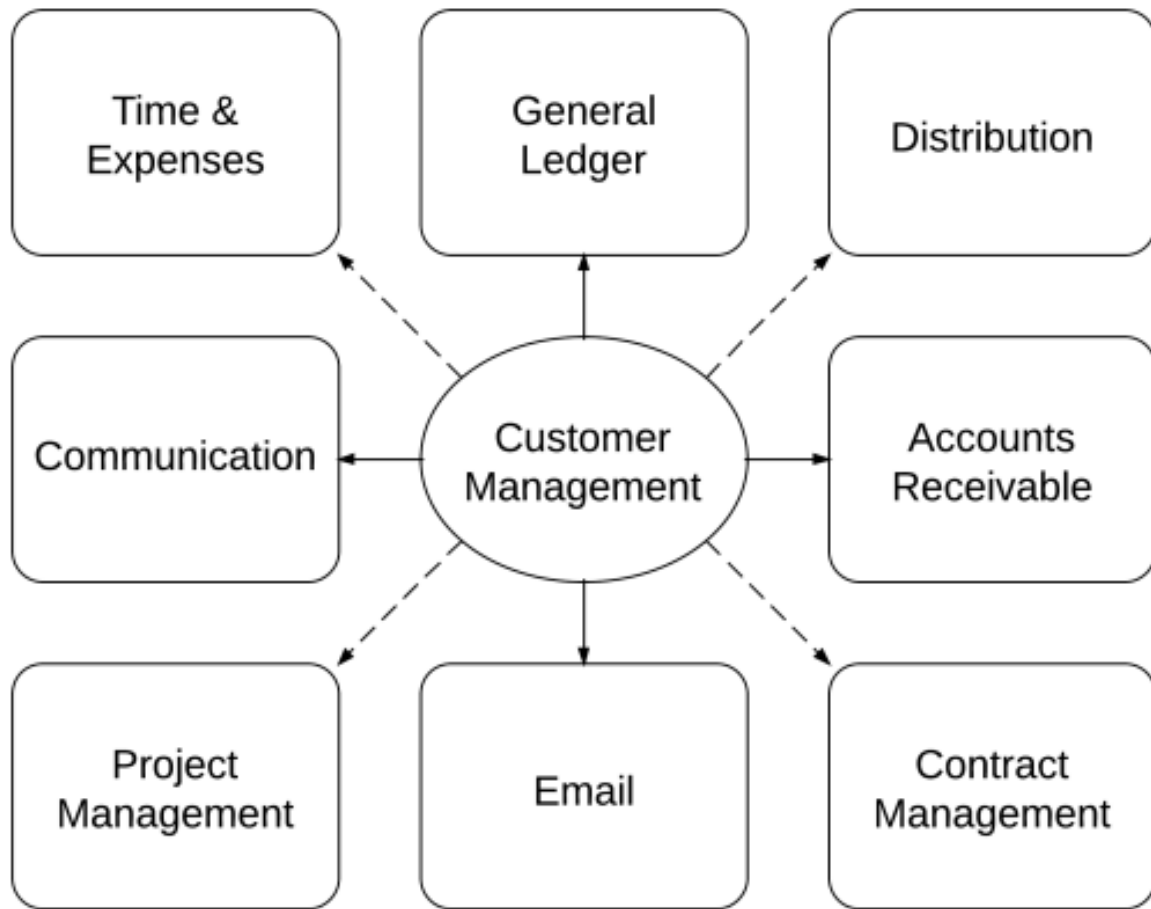 Time &
Expenses
General
Ledger
Distribution
Communication
Customer
Management
Accounts
Receivable
Project
Management
Email
Contract
Management